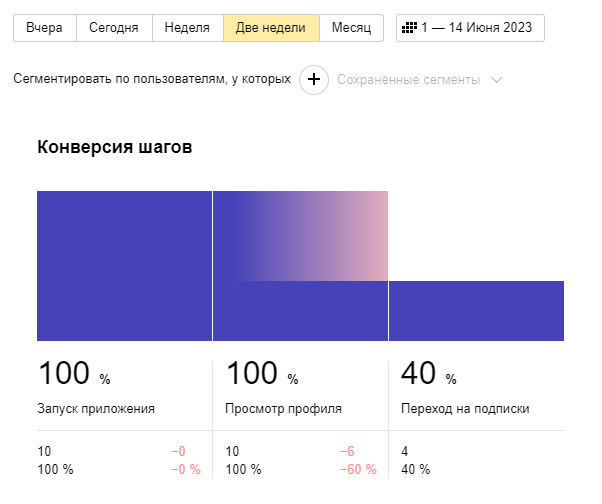 Вчера Сегодня Неделя Две недели Месяц 1 — 14 Июня 2023
Сегментировать по пользователям, у которых + Сохранённые сегменты
Конверсия шагов
100 % 100 % 40 %
Запуск приложения Просмотр профиля Переход на подписки
10 −0 10 −6 4
100 % −0 % 100 % −60 % 40 %